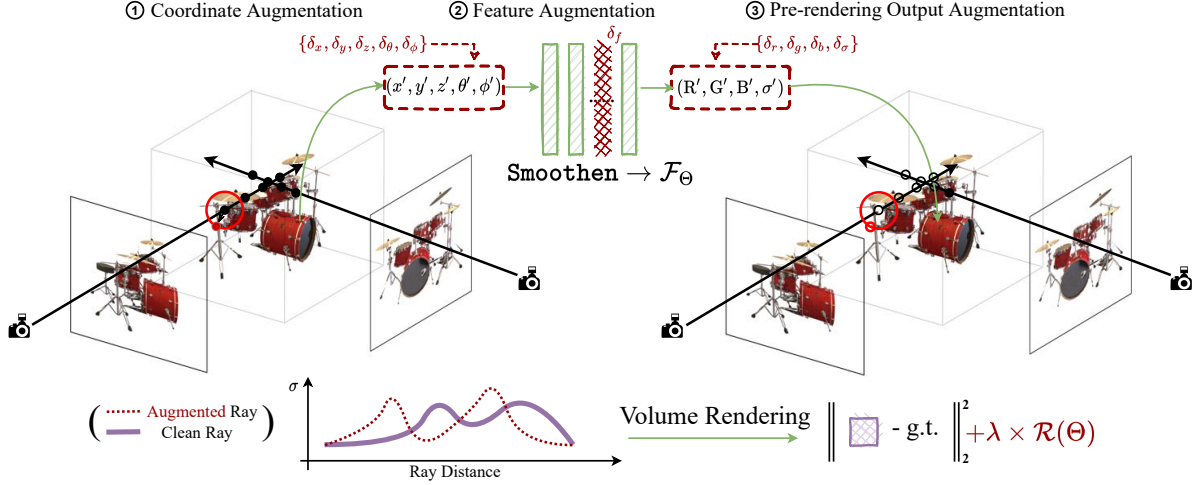 ① Coordinate Augmentation
② Feature Augmentation
③ Pre-rendering Output Augmentation
{δx, δy, δz, δθ, δϕ}
δf
{δr, δg, δb, δσ}
(x′, y′, z′, θ′, ϕ′)
......
(R′, G′, B′, σ′)
Smoothen → ℱΘ
σ
( Augmented Ray
Clean Ray )
Ray Distance
Volume Rendering
‖ - g.t. ‖²₂ +λ × ℛ(Θ)